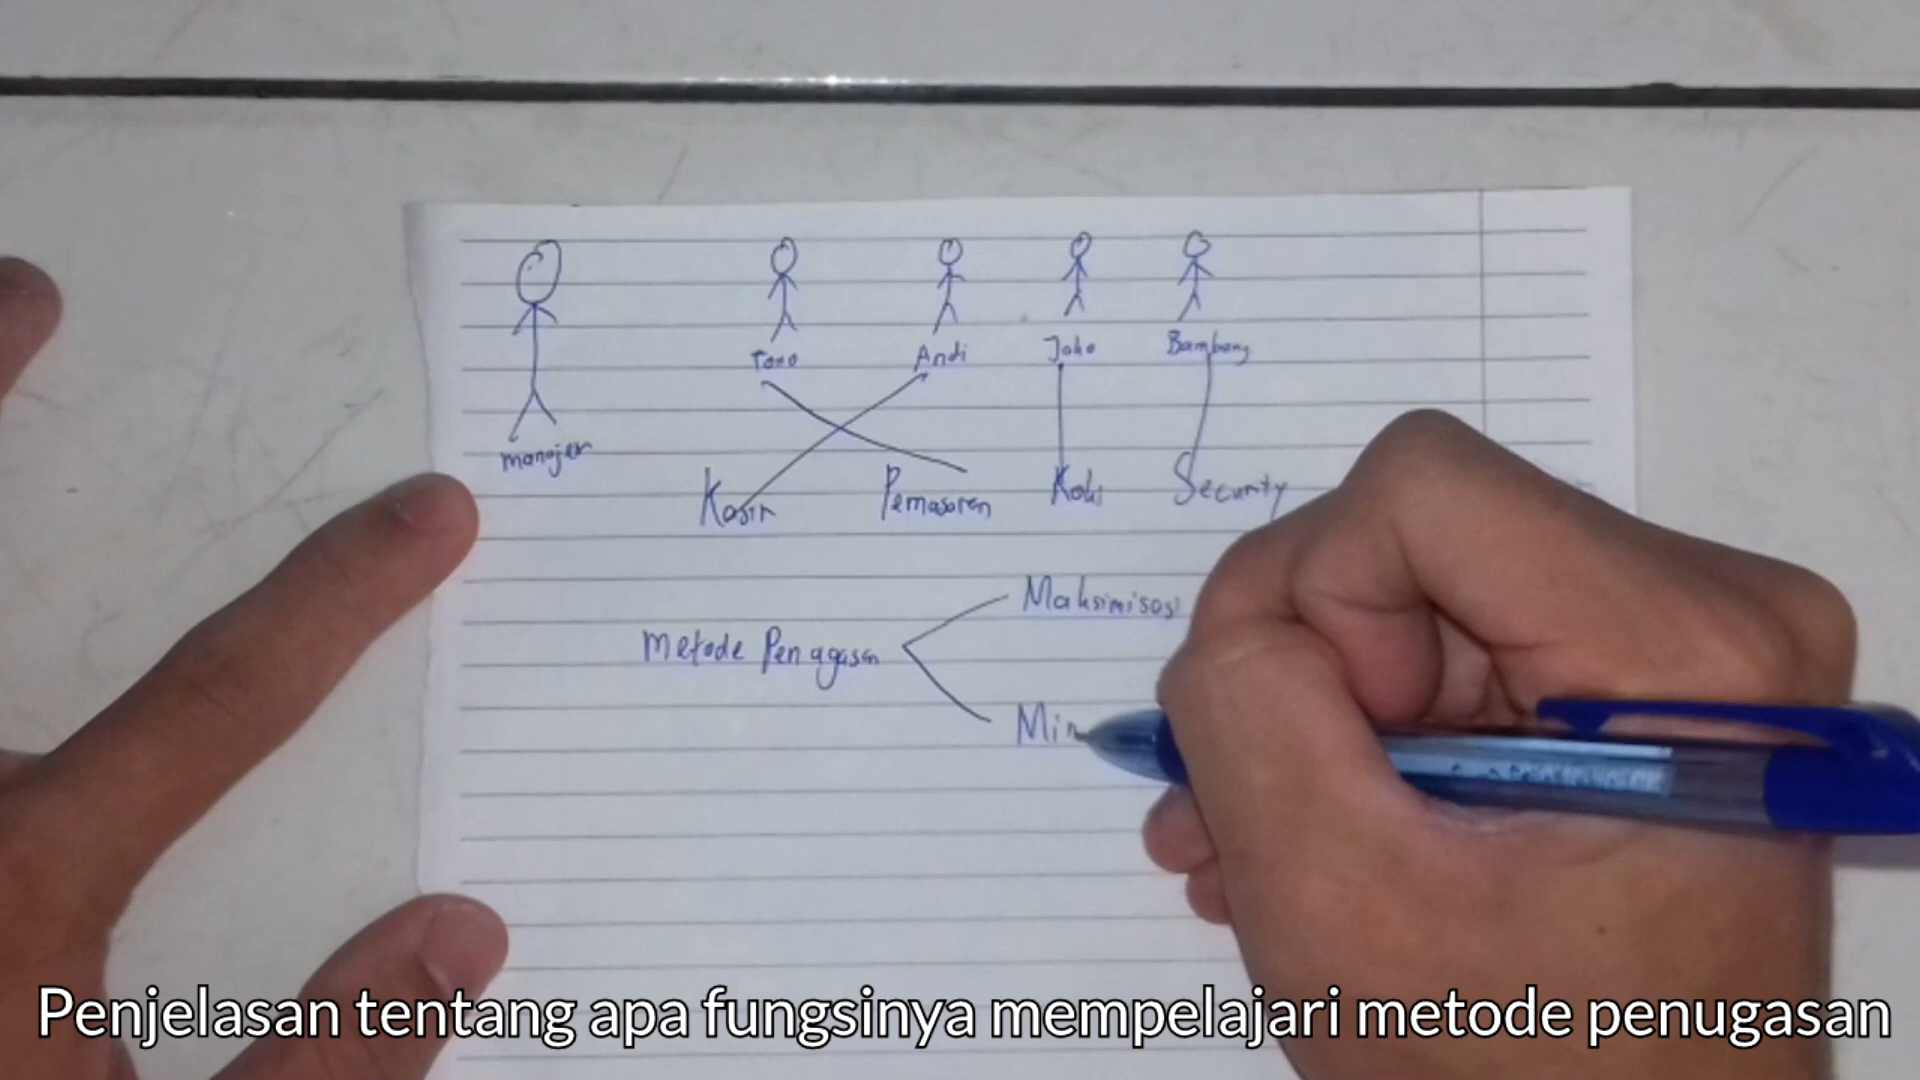 manajer
Tono Andi Joko Bambang
Kasir Pemasaran Koki Security
Metode Penugasan
Maksimisasi
Min
Penjelasan tentang apa fungsinya mempelajari metode penugasan